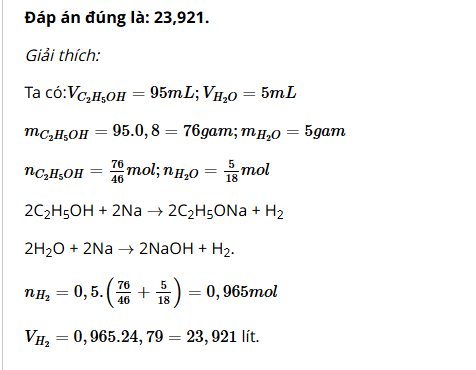 Đáp án đúng là: 23,921.
Giải thích:
Ta có:V_{C_2H_5OH} = 95mL; V_{H_2O} = 5mL
m_{C_2H_5OH} = 95.0,8 = 76gam; m_{H_2O} = 5gam
n_{C_2H_5OH} = \frac{76}{46}mol; n_{H_2O} = \frac{5}{18}mol
2C₂H₅OH + 2Na → 2C₂H₅ONa + H₂
2H₂O + 2Na → 2NaOH + H₂.
n_{H_2} = 0,5.(\frac{76}{46} + \frac{5}{18}) = 0,965mol
V_{H_2} = 0,965.24,79 = 23,921 lít.